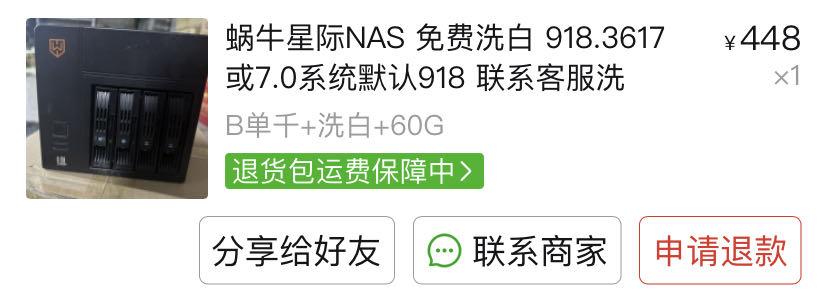 蜗牛星际NAS 免费洗白 918.3617
或7.0系统默认918 联系客服洗
¥448
×1
B单千+洗白+60G
退货包运费保障中>
分享给好友
联系商家
申请退款